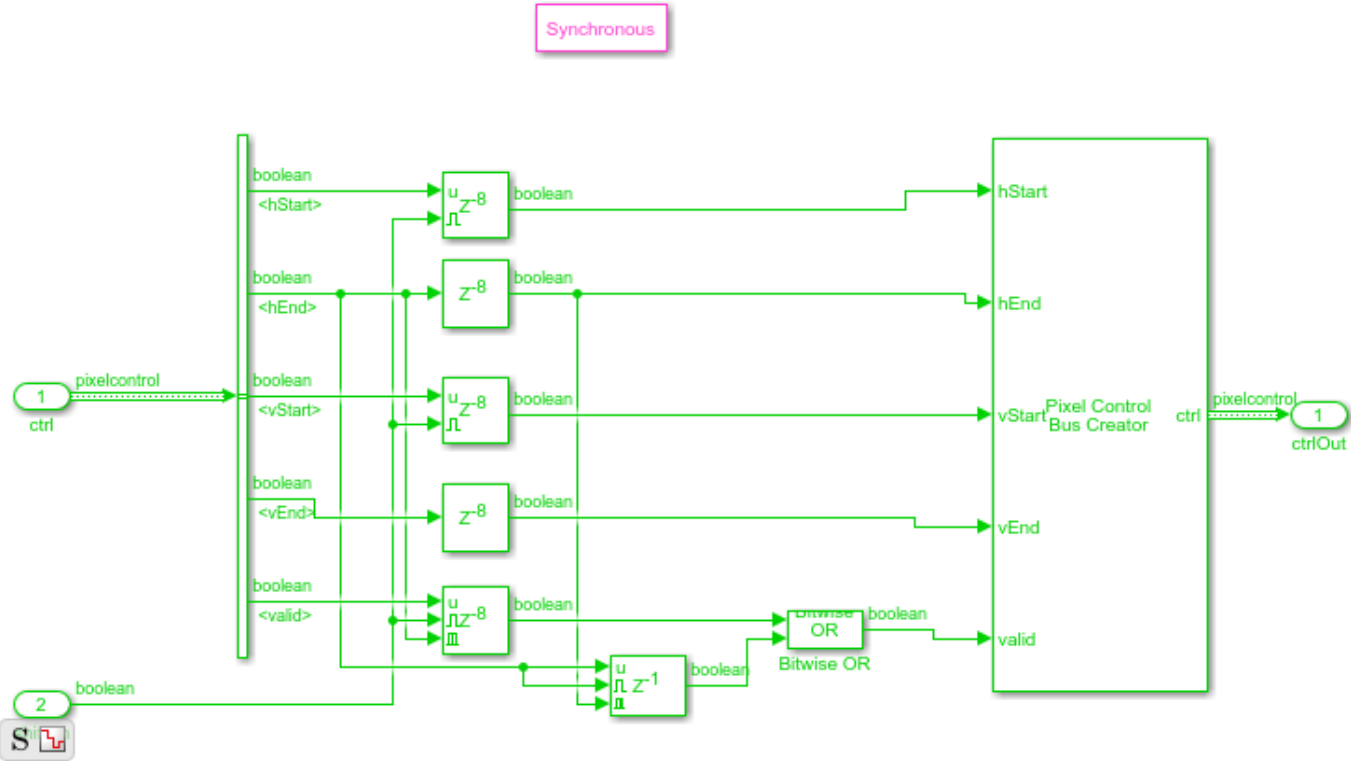 Synchronous
boolean
<hStart>
u
Z-8
boolean
hStart
boolean
<hEnd>
Z-8
boolean
hEnd
1
ctrl
pixelcontrol
boolean
<vStart>
u
Z-8
boolean
vStart
Pixel Control
Bus Creator
ctrl
pixelcontrol
1
ctrlOut
boolean
<vEnd>
Z-8
boolean
vEnd
boolean
<valid>
u
Z-8
boolean
Bitwise
OR
Bitwise OR
boolean
valid
u
Z-1
boolean
2
boolean
S